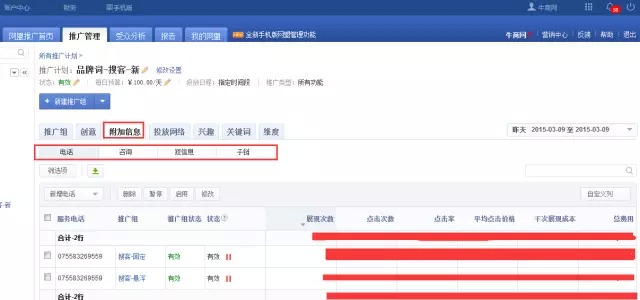 账户中心 财务 手机版 牛商网 98
网盟推广首页 推广管理 受众分析 报告 我的网盟 NEW 全新手机版网盟管理功能 牛商网 营销中心 反馈 帮助 退出
所有推广计划 >
推广计划: 品牌词-搜客-新 修改设置
状态: 有效 每日预算: ¥100.00/天 投放日程: 指定时间段 推广类型: 所有功能
新建推广组
推广组 创意 附加信息 投放网络 兴趣 关键词 维度 昨天 2015-03-09 至 2015-03-09
电话 咨询 短信息 子链
筛选项
新增电话 删除 暂停 启用 修改 自定义列
服务电话 推广组 推广组状态 状态 展现次数 点击次数 点击率 平均点击价格 千次展现成本 总费用
合计-2行
075583269559 搜客-固定 有效 有效
075583269559 搜客-悬浮 有效 有效
客-新
合计-2行